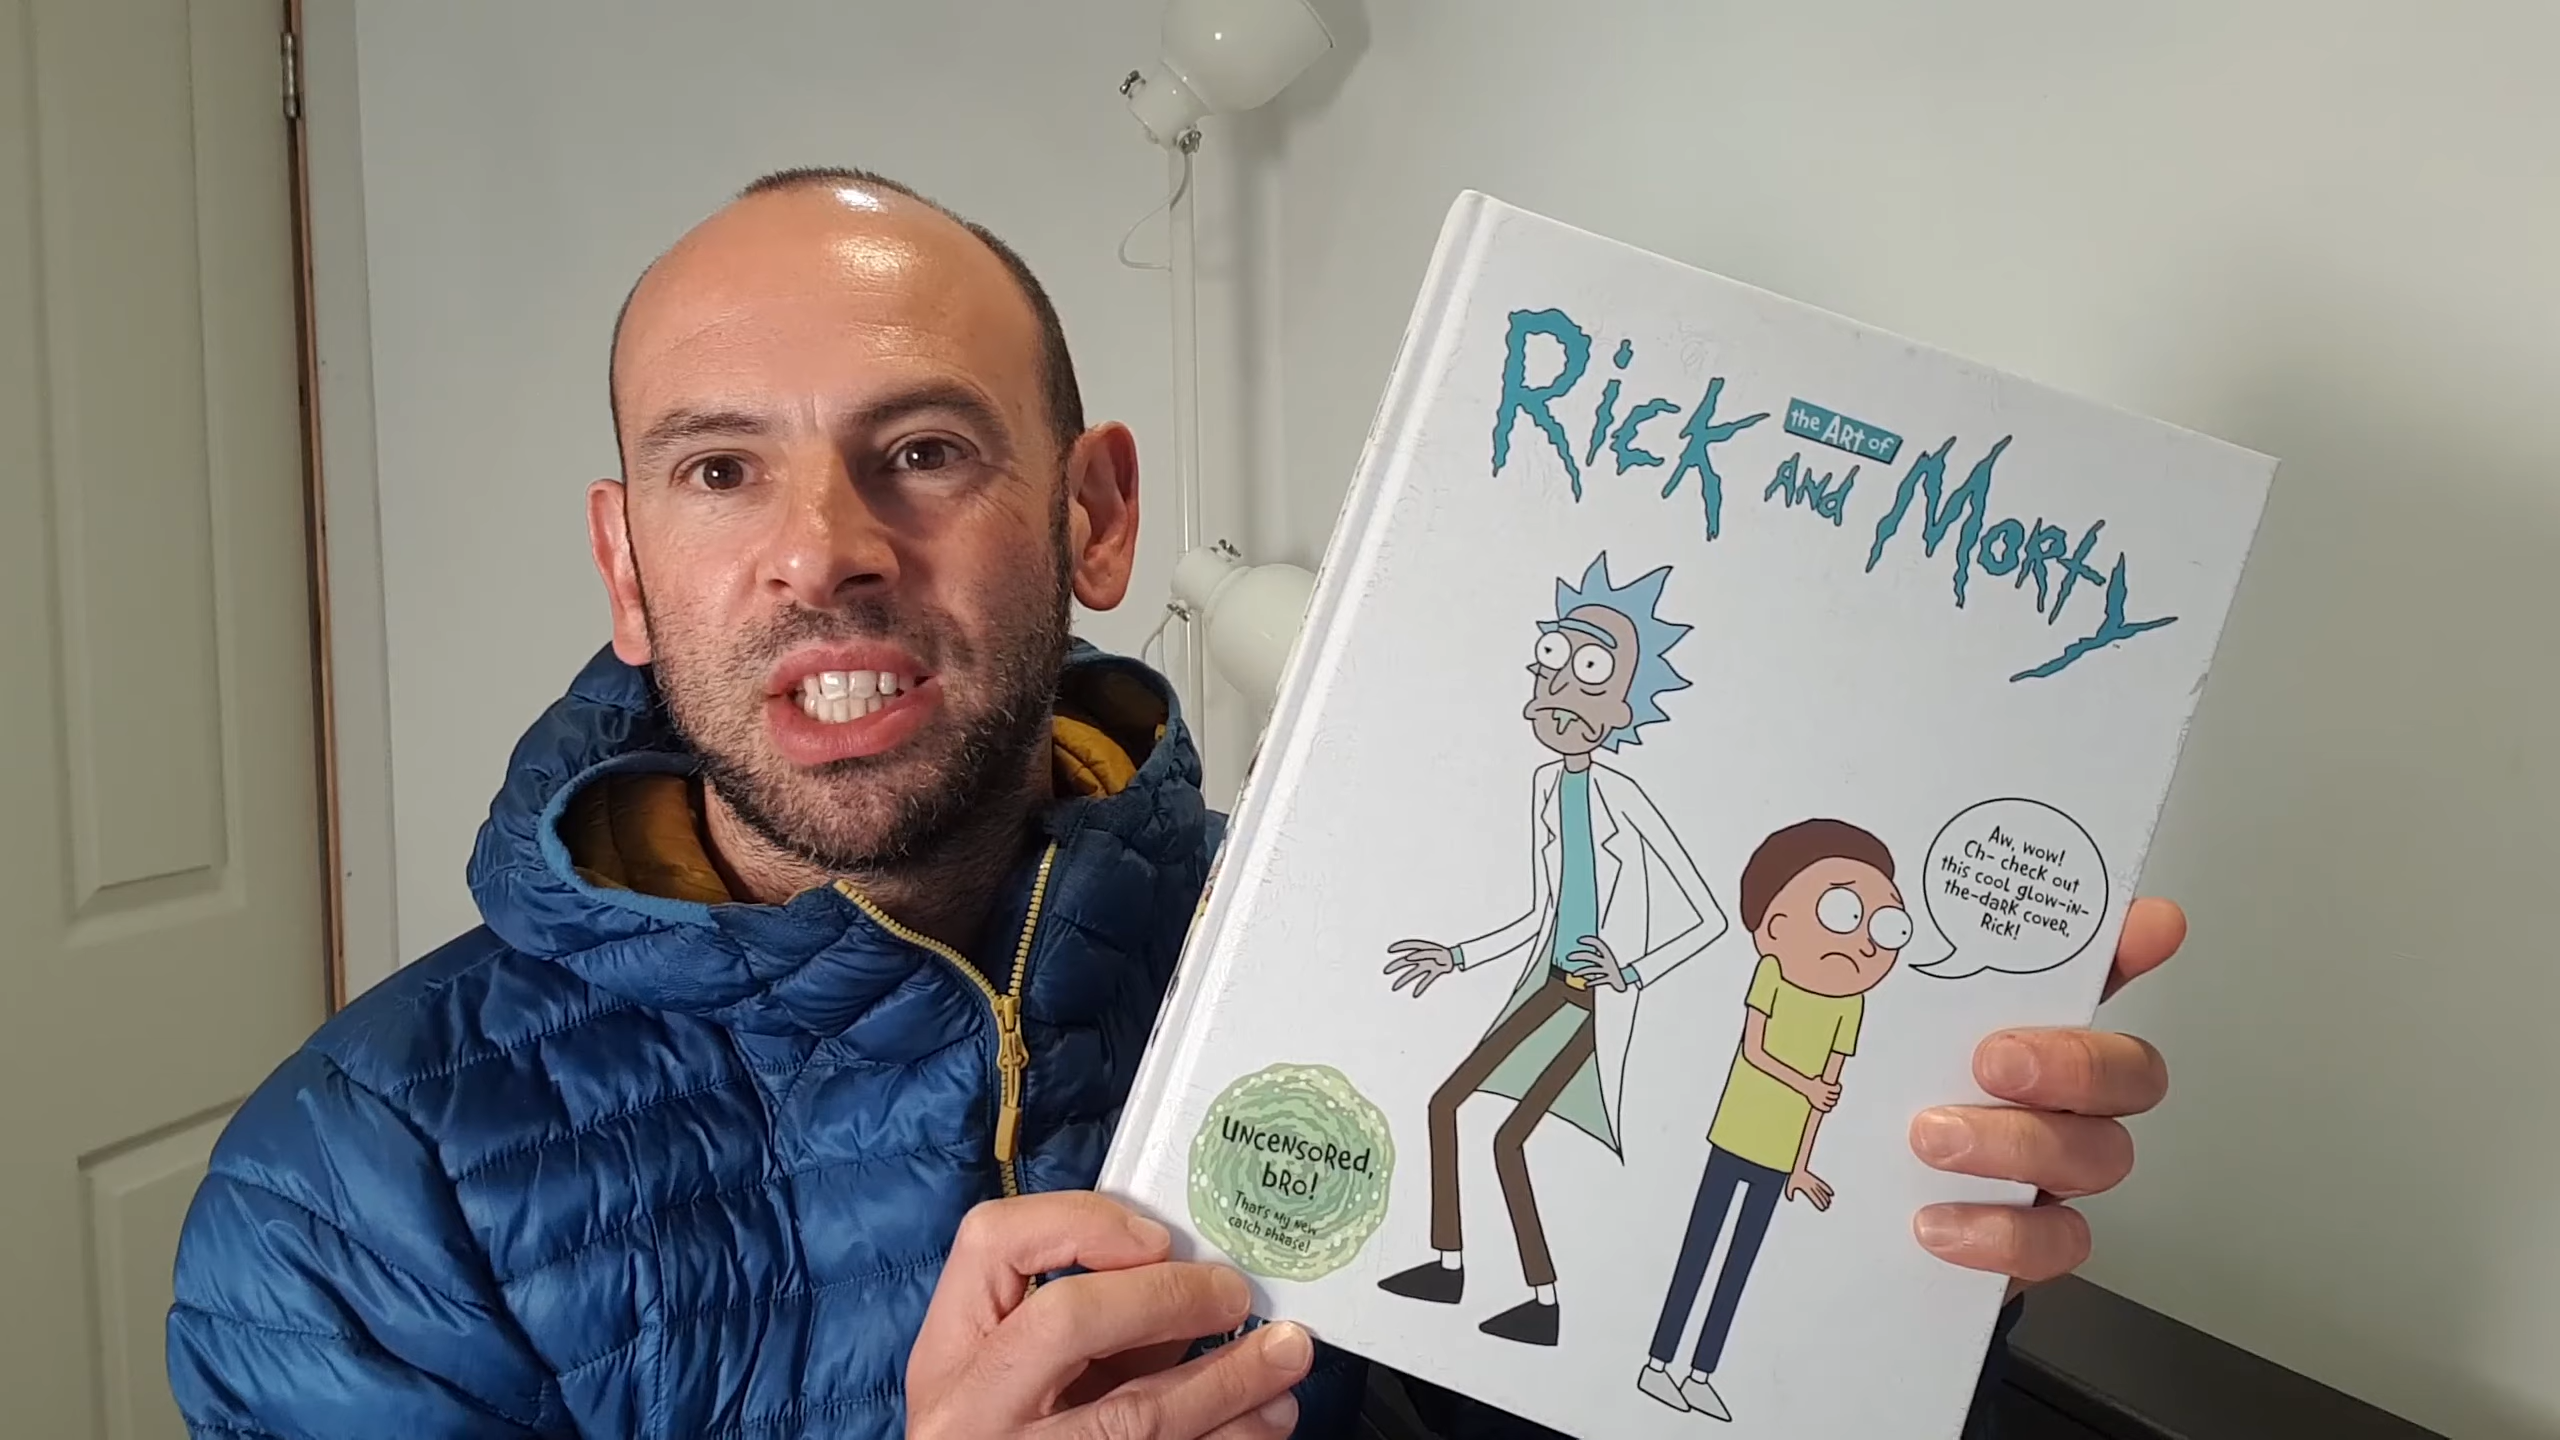 the ARt of
Rick AND Morty
Aw, wow!
Ch- check out
this cool glow-in-
the-dark cover,
Rick!
UNCENSORED,
bRo!
That's My New
catch phrase!